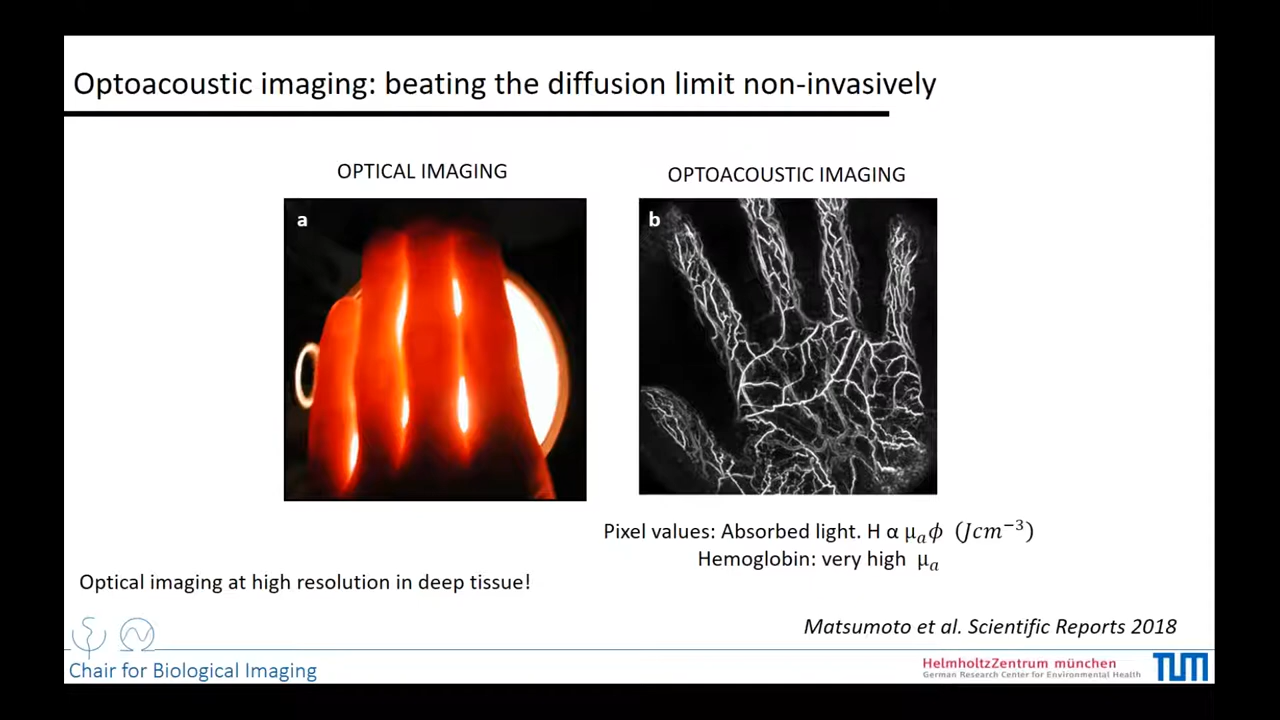 Optoacoustic imaging: beating the diffusion limit non-invasively
OPTICAL IMAGING
OPTOACOUSTIC IMAGING
a
b
Pixel values: Absorbed light. H α μₐϕ (Jcm⁻³)
Hemoglobin: very high μₐ
Optical imaging at high resolution in deep tissue!
Matsumoto et al. Scientific Reports 2018
Chair for Biological Imaging
HelmholtzZentrum münchen
German Research Center for Environmental Health
TUM